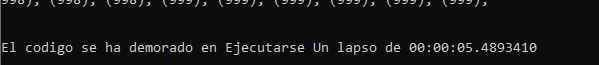 998), (998), (998), (999), (999), (999), (999), (999), (999),
El codigo se ha demorado en Ejecutarse Un lapso de 00:00:05.4893410